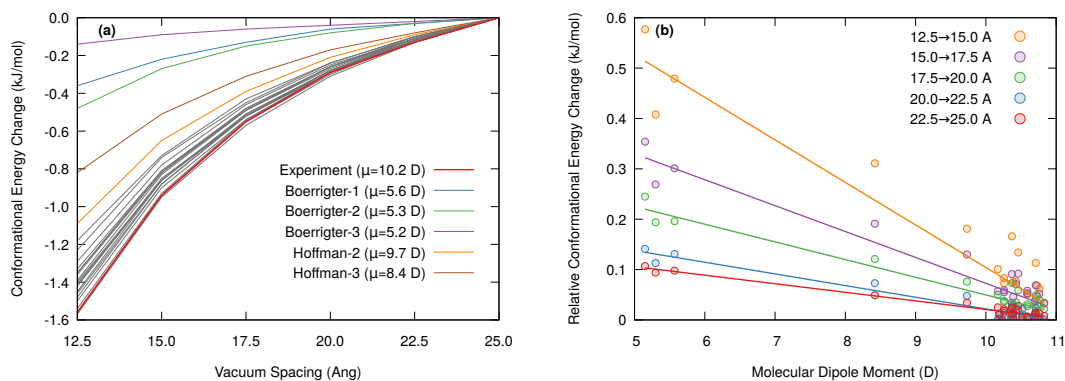 (a)
Conformational Energy Change (kJ/mol)
0.0
-0.2
-0.4
-0.6
-0.8
-1.0
-1.2
-1.4
-1.6
12.5
15.0
17.5
20.0
22.5
25.0
Vacuum Spacing (Ang)
Experiment (μ=10.2 D)
Boerrigter-1 (μ=5.6 D)
Boerrigter-2 (μ=5.3 D)
Boerrigter-3 (μ=5.2 D)
Hoffman-2 (μ=9.7 D)
Hoffman-3 (μ=8.4 D)
(b)
Relative Conformational Energy Change (kJ/mol)
0.6
0.5
0.4
0.3
0.2
0.1
0
5
6
7
8
9
10
11
Molecular Dipole Moment (D)
12.5→15.0 A
15.0→17.5 A
17.5→20.0 A
20.0→22.5 A
22.5→25.0 A